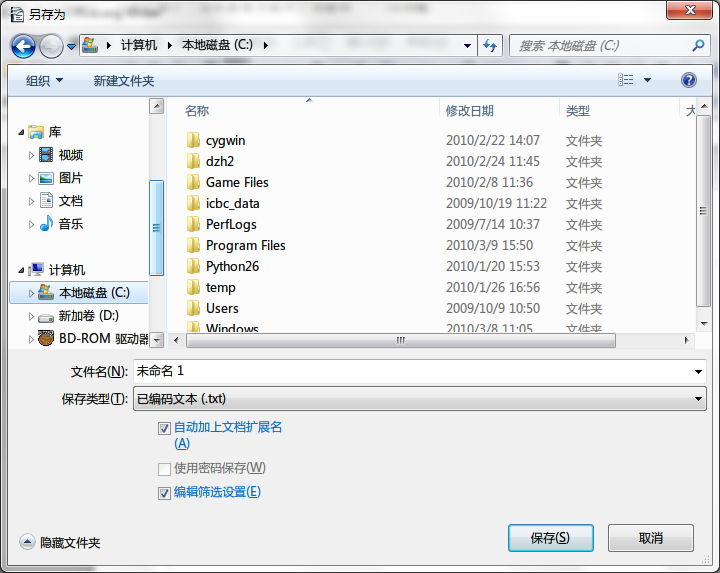 另存为
计算机 本地磁盘 (C:)
搜索 本地磁盘 (C:)
组织 新建文件夹
名称 修改日期 类型
库
视频
图片
文档
音乐
计算机
本地磁盘 (C:)
新加卷 (D:)
BD-ROM 驱动器
cygwin 2010/2/22 14:07 文件夹
dzh2 2010/2/24 11:45 文件夹
Game Files 2010/2/8 11:36 文件夹
icbc_data 2009/10/19 11:22 文件夹
PerfLogs 2009/7/14 10:37 文件夹
Program Files 2010/3/9 15:50 文件夹
Python26 2010/1/20 15:53 文件夹
temp 2010/1/26 16:56 文件夹
Users 2009/10/9 10:50 文件夹
Windows 2010/3/8 11:05 文件夹
文件名(N): 未命名 1
保存类型(T): 已编码文本 (.txt)
自动加上文档扩展名
(A)
使用密码保存(W)
编辑筛选设置(E)
隐藏文件夹
保存(S) 取消